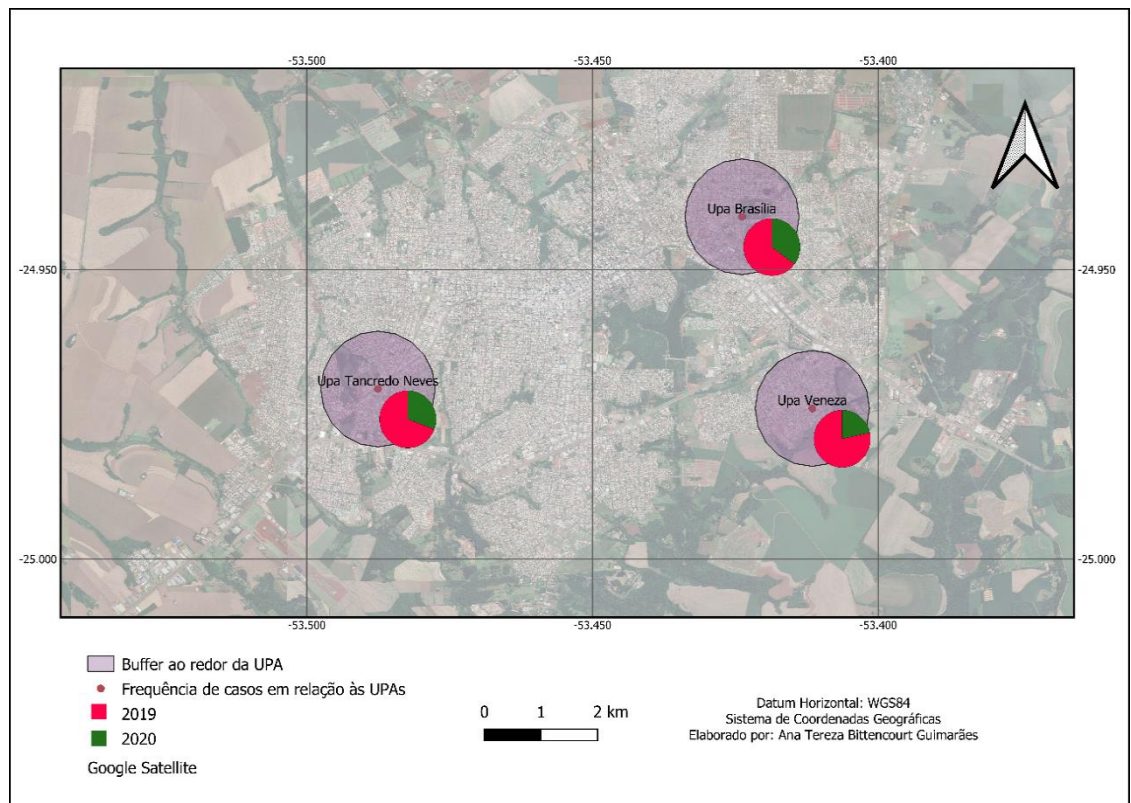 -53.500 -53.450 -53.400
Upa Brasília
-24.950 -24.950
Upa Tancredo Neves
Upa Veneza
-25.000 -25.000
-53.500 -53.450 -53.400
Buffer ao redor da UPA
Frequência de casos em relação às UPAs
2019
2020
Google Satellite
0 1 2 km
Datum Horizontal: WGS84
Sistema de Coordenadas Geográficas
Elaborado por: Ana Tereza Bittencourt Guimarães